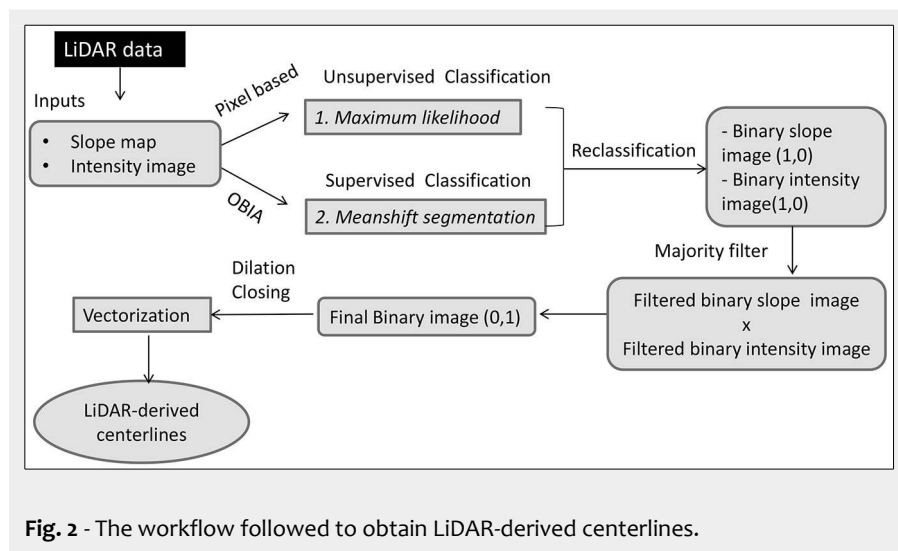 LiDAR data
Inputs
• Slope map
• Intensity image
Pixel based
OBIA
Unsupervised Classification
1. Maximum likelihood
Supervised Classification
2. Meanshift segmentation
Reclassification
- Binary slope
image (1,0)
- Binary intensity
image(1,0)
Majority filter
Filtered binary slope image
x
Filtered binary intensity image
Final Binary image (0,1)
Dilation
Closing
Vectorization
LiDAR-derived
centerlines
Fig. 2 - The workflow followed to obtain LiDAR-derived centerlines.